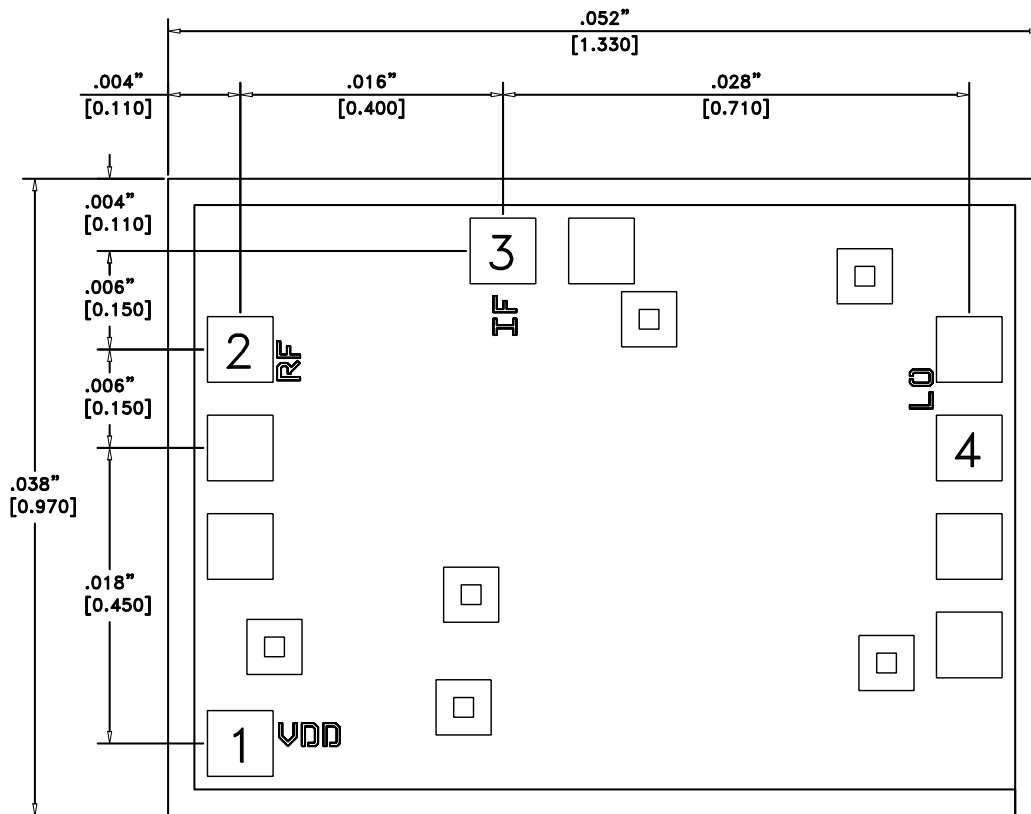 .052”
[1.330]
.004” .016” .028”
[0.110] [0.400] [0.710]
.004”
[0.110]
3
.006”
[0.150]
IF
2
RF
.006”
[0.150]
LO
4
.038”
[0.970]
.018”
[0.450]
1
VDD